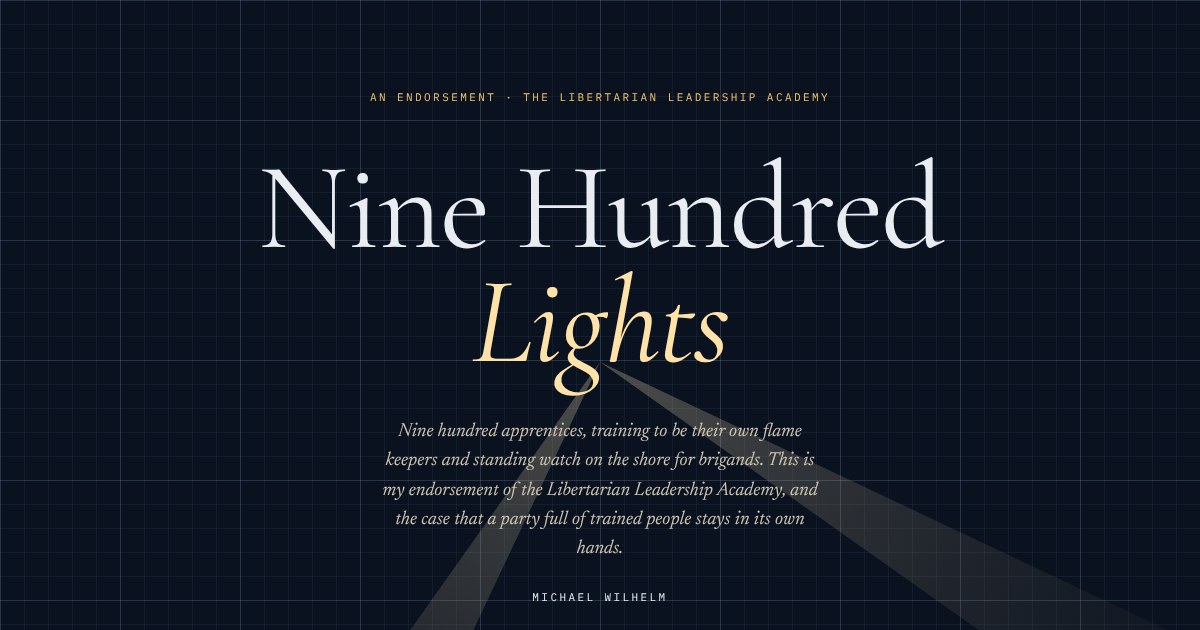 AN ENDORSEMENT · THE LIBERTARIAN LEADERSHIP ACADEMY
Nine Hundred
Lights
Nine hundred apprentices, training to be their own flame
keepers and standing watch on the shore for brigands. This is
my endorsement of the Libertarian Leadership Academy, and
the case that a party full of trained people stays in its own
hands.
MICHAEL WILHELM